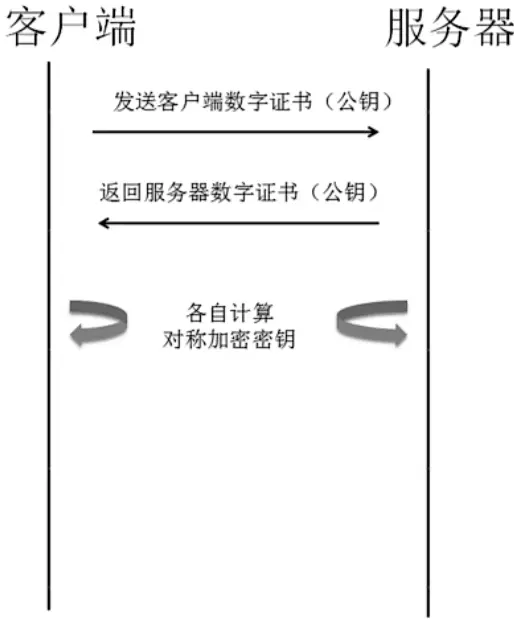 客户端
服务器
发送客户端数字证书（公钥）
返回服务器数字证书（公钥）
各自计算
对称加密密钥